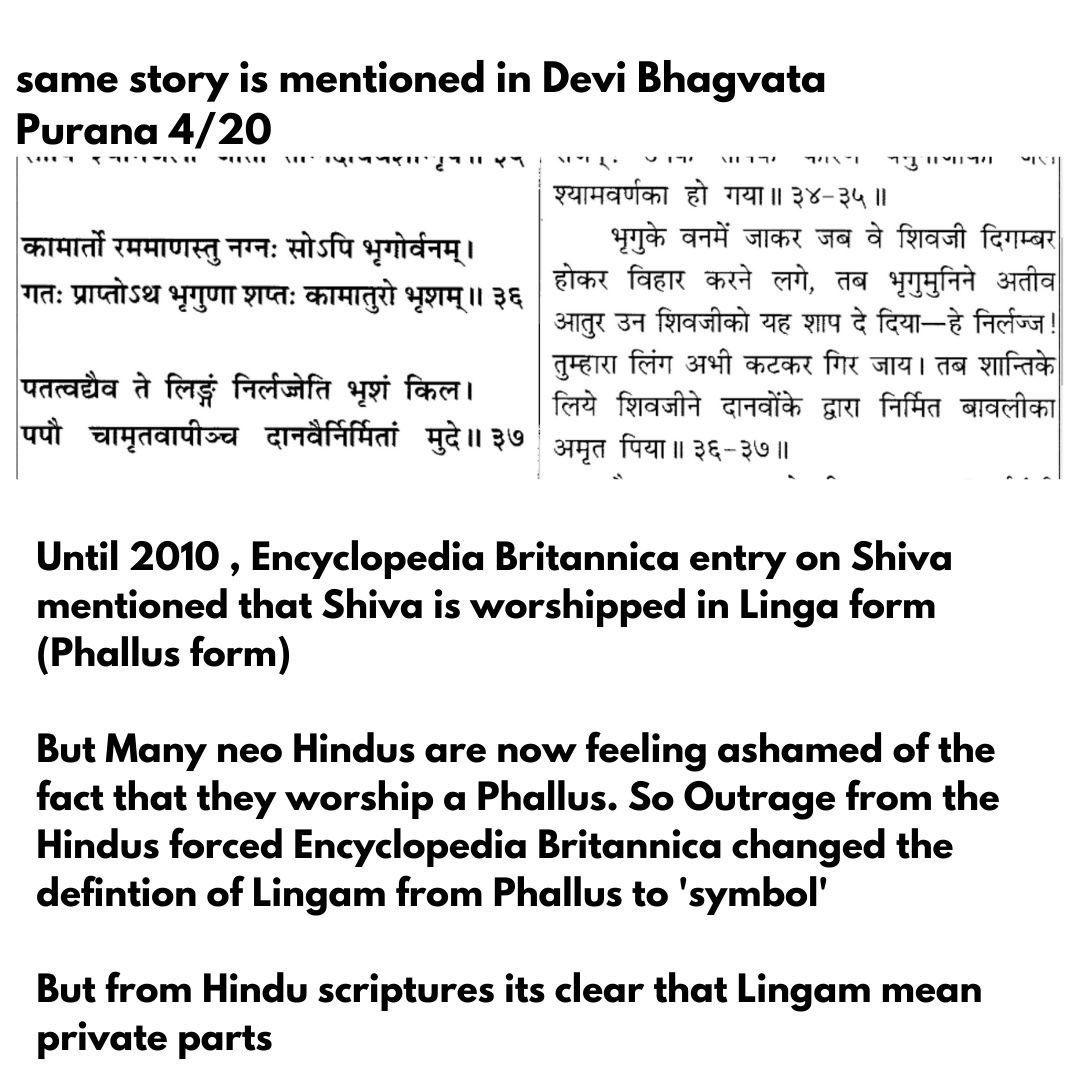 same story is mentioned in Devi Bhagvata
Purana 4/20
श्यामवर्णका हो गया॥ ३४-३५॥
कामार्तो रममाणस्तु नग्नः सोऽपि भृगोर्वनम्।
गतः प्राप्तोऽथ भृगुणा शप्तः कामातुरो भृशम्॥ ३६
पतत्वद्यैव ते लिङ्गं निर्लज्जेति भृशं किल।
पपौ चामृतवापीञ्च दानवैर्निर्मितां मुदे॥ ३७
भृगुके वनमें जाकर जब वे शिवजी दिगम्बर
होकर विहार करने लगे, तब भृगुमुनिने अतीव
आतुर उन शिवजीको यह शाप दे दिया—हे निर्लज्ज!
तुम्हारा लिंग अभी कटकर गिर जाय। तब शान्तिके
लिये शिवजीने दानवोंके द्वारा निर्मित बावलीका
अमृत पिया॥ ३६-३७॥
Until 2010 , Encyclopedia Britannica entry on Shiva
mentioned that Shiva is worshipped in Linga form
(Phallus form)
But Many neo Hindus are now feeling ashamed of the
fact that they worship a Phallus. So Outrage from the
Hindus forced Encyclopedia Britannica changed the
defintion of Lingam from Phallus to 'symbol'
But from Hindu scriptures its clear that Lingam mean
private parts